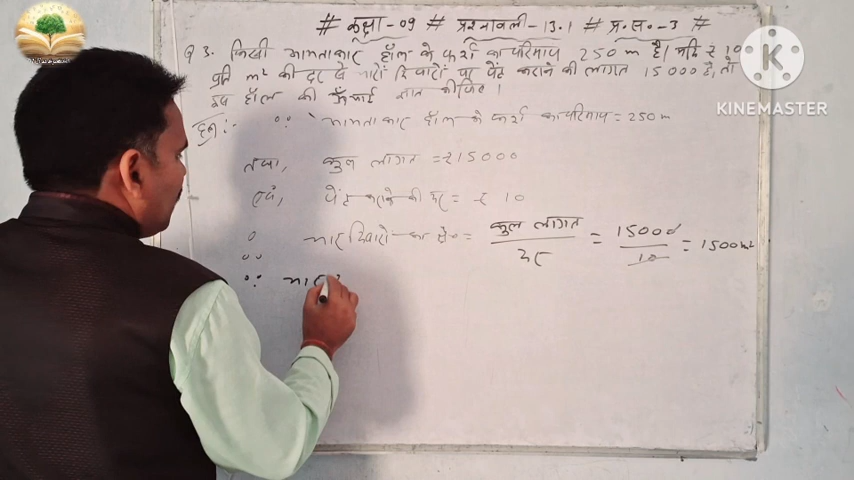 # कक्षा -09 # प्रश्नावली -13.1 # प्र. स. -3 #
Q 3. किसी आयताकार हॉल के फर्श का परिमाप 250 m है। यदि ₹ 10
प्रति m² की दर से चारों दिवारों पर पेंट कराने की लागत 15000 है, तो
इस हॉल की ऊँचाई ज्ञात कीजिए।
हल :- ∵ आयताकार हॉल के फर्श का परिमाप = 250 m
तथा, कुल लागत = ₹15000
एवं, पेंट कराने की दर = ₹ 10
∴ चार दिवारों का क्षे० = कुल लागत / दर = 15000 / 10 = 1500 m²
∵ चार
KINEMASTER